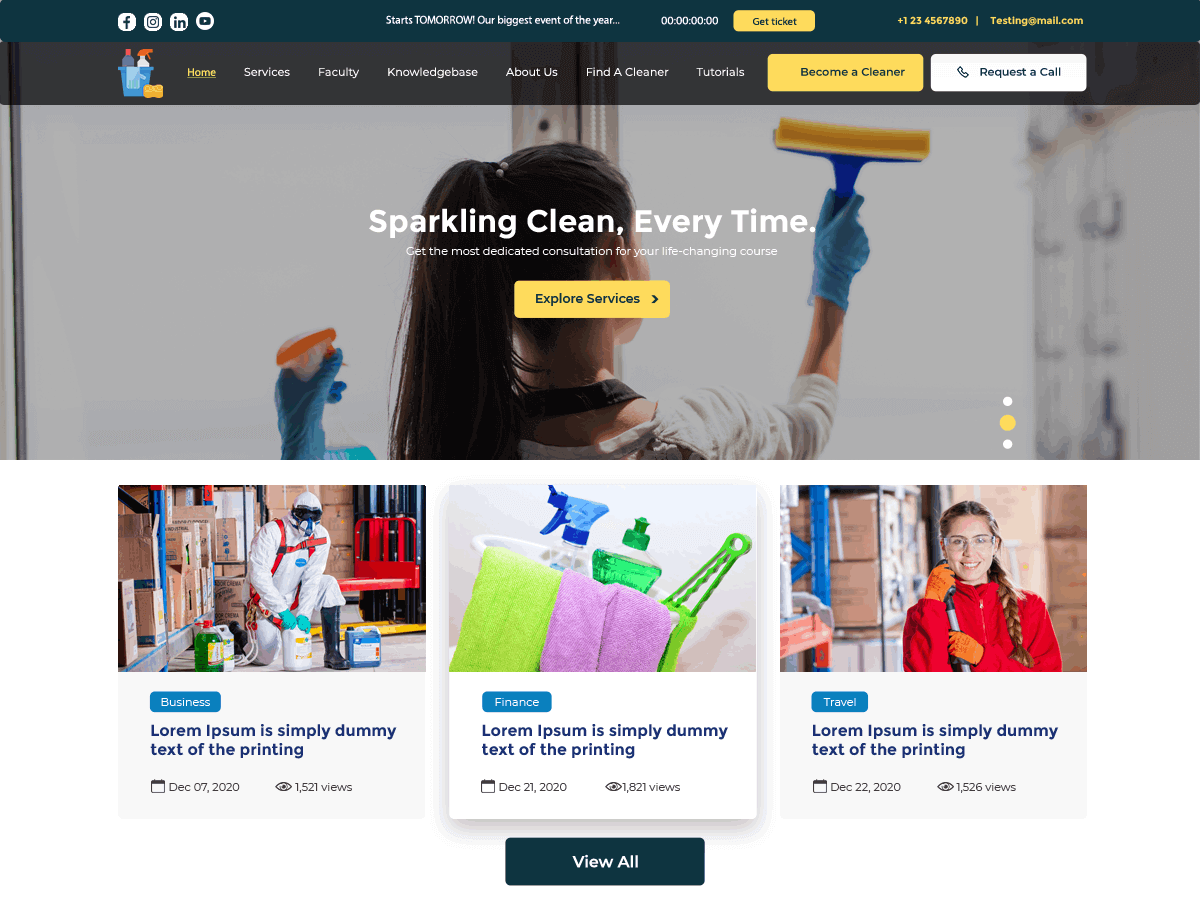 Starts TOMORROW! Our biggest event of the year...
00:00:00:00
Get ticket
+1 23 4567890 | Testing@mail.com
Home
Services
Faculty
Knowledgebase
About Us
Find A Cleaner
Tutorials
Become a Cleaner
Request a Call
Sparkling Clean, Every Time.
Get the most dedicated consultation for your life-changing course
Explore Services
Business
Lorem Ipsum is simply dummy
text of the printing
Dec 07, 2020
1,521 views
Finance
Lorem Ipsum is simply dummy
text of the printing
Dec 21, 2020
1,821 views
Travel
Lorem Ipsum is simply dummy
text of the printing
Dec 22, 2020
1,526 views
View All